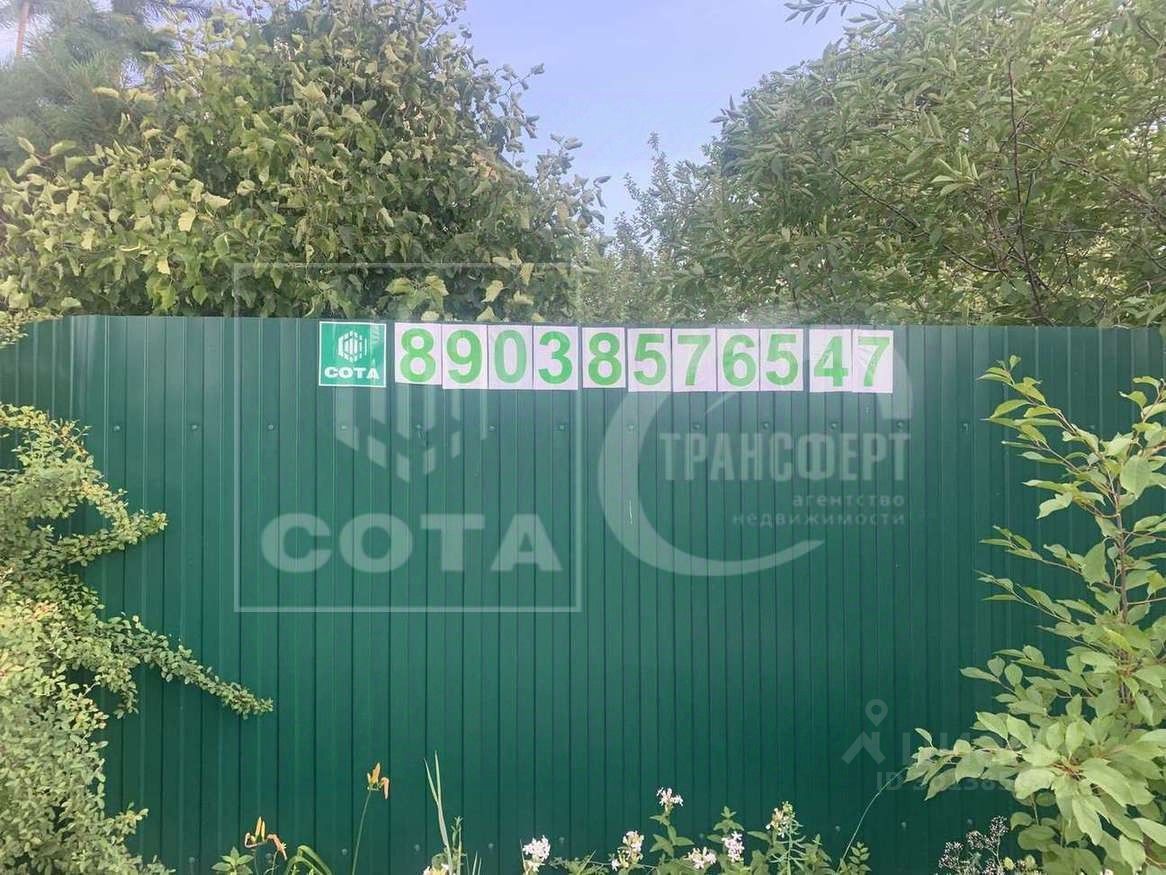 СОТА 89038576547
СОТА
ТРАНСФЕРТ
агентство
недвижимости